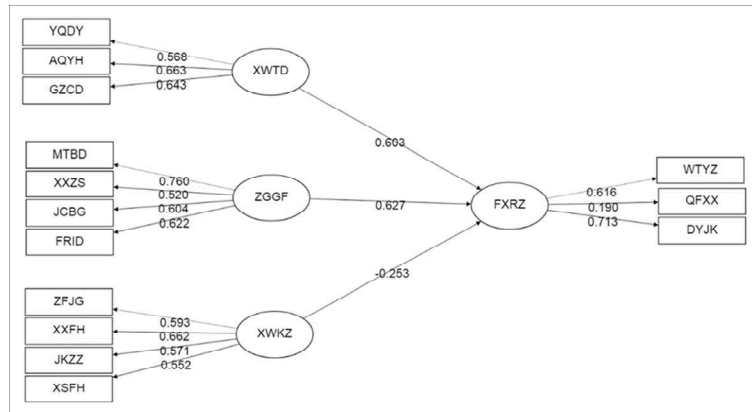 YQDY
AQYH
GZCD
0.568
0.663
0.643
XWTD
0.603
MTBD
XXZS
JCBG
FRID
0.760
0.520
0.604
0.622
ZGGF
0.627
FXRZ
0.616
0.190
0.713
WTYZ
QFXX
DYJK
-0.253
ZFJG
XXFH
JKZZ
XSFH
0.593
0.662
0.571
0.552
XWKZ